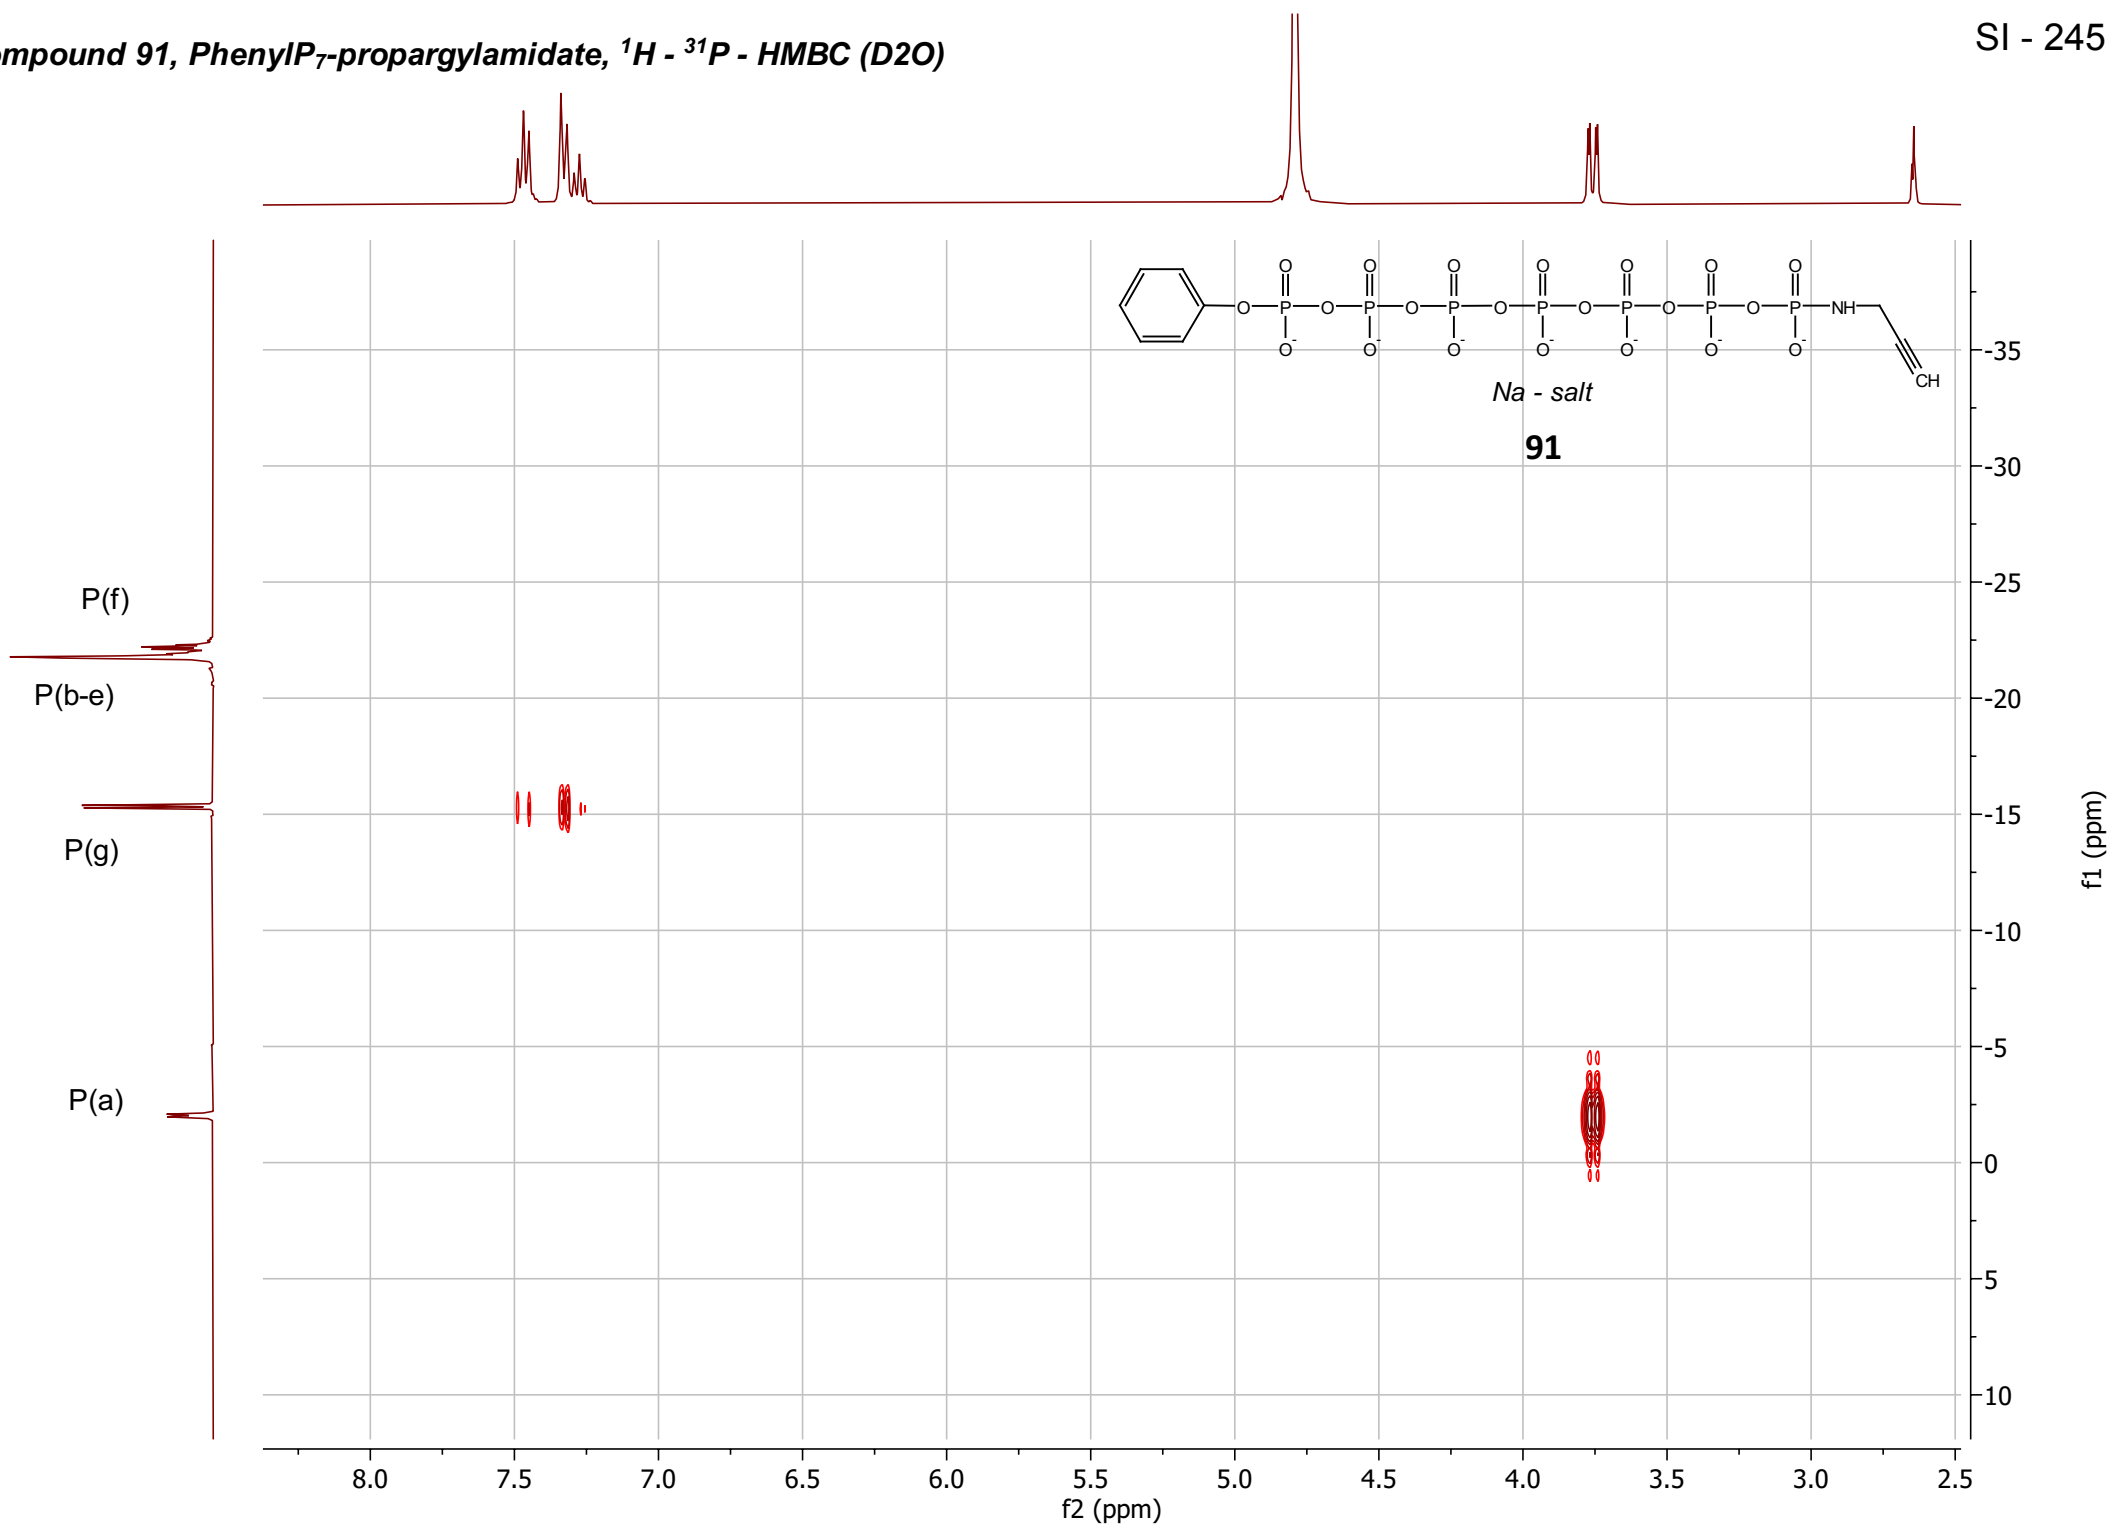 SI - 245
mpound 91, PhenylP7-propargylamidate, 1H - 31P - HMBC (D2O)
O O O O O O O
O P O P O P O P O P O P O P NH
O- O- O- O- O- O- O-
CH
Na - salt
91
P(f)
P(b-e)
P(g)
P(a)
-35
-30
-25
-20
-15
-10
-5
0
5
10
f1 (ppm)
8.0 7.5 7.0 6.5 6.0 5.5 5.0 4.5 4.0 3.5 3.0 2.5
f2 (ppm)